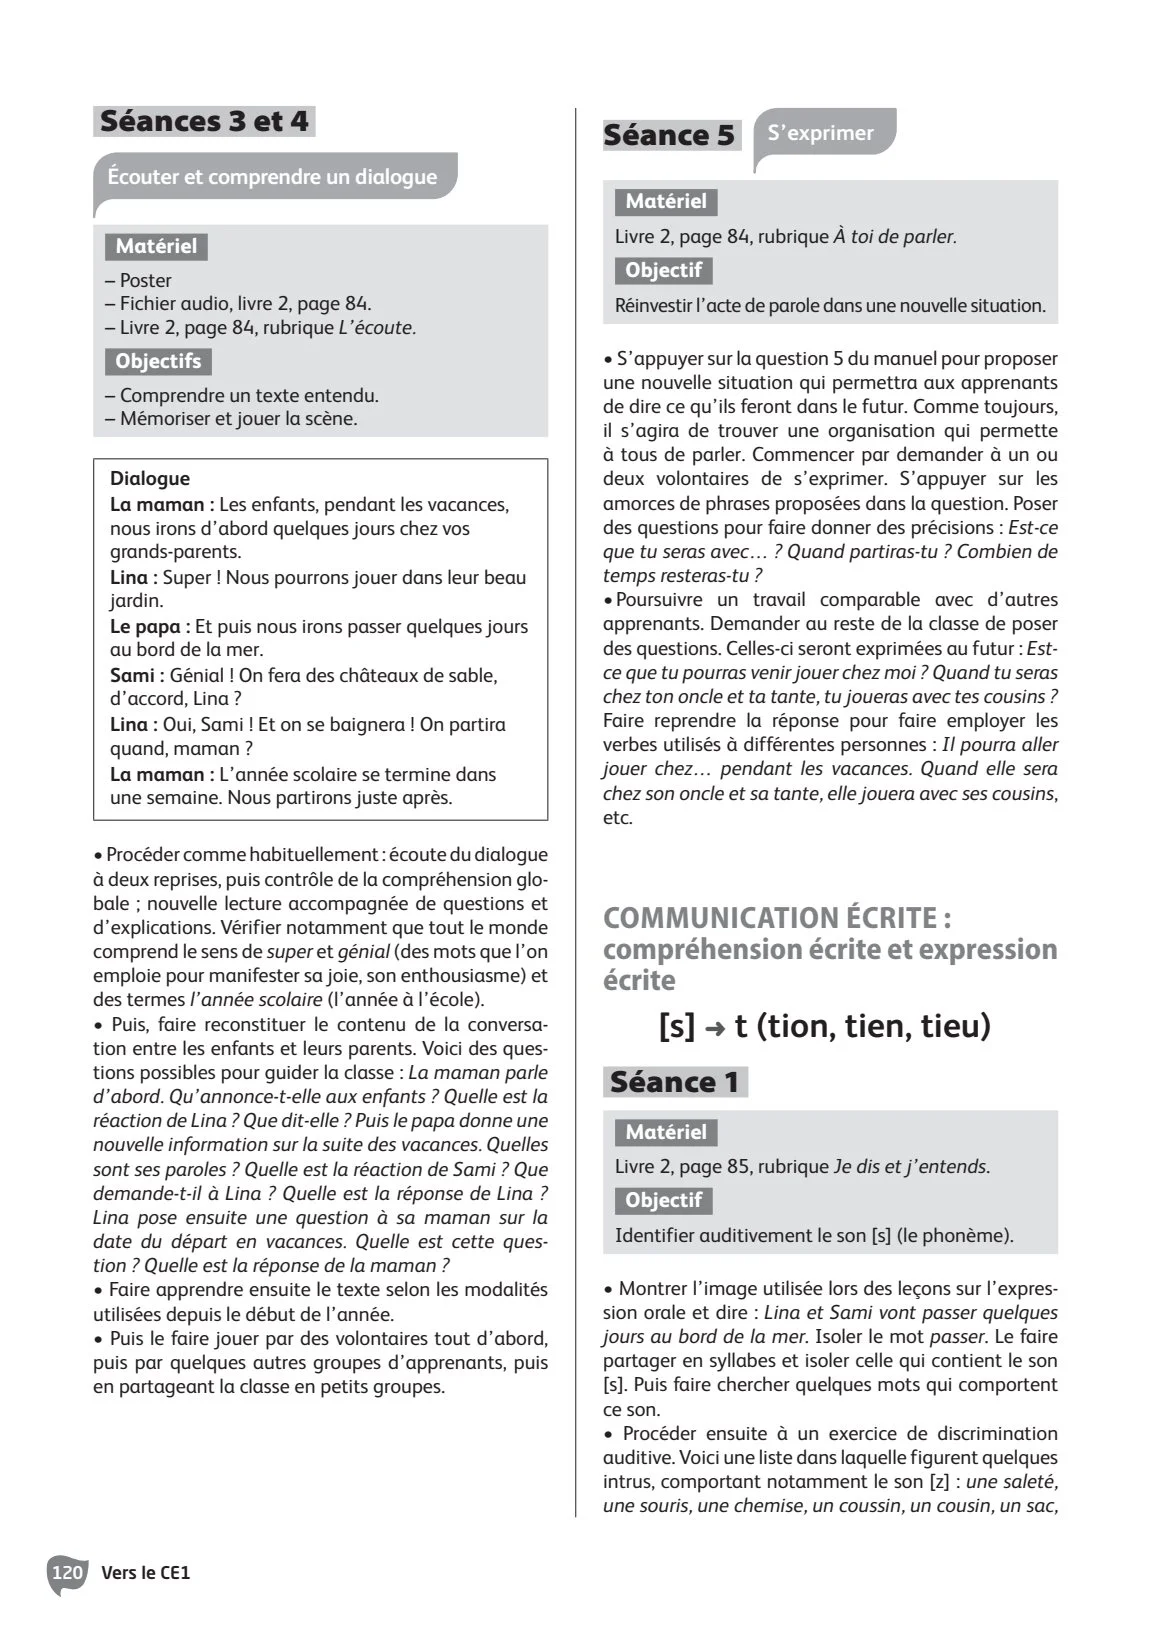 Séances 3 et 4
Écouter et comprendre un dialogue
Matériel
– Poster
– Fichier audio, livre 2, page 84.
– Livre 2, page 84, rubrique L’écoute.
Objectifs
– Comprendre un texte entendu.
– Mémoriser et jouer la scène.
Dialogue
La maman : Les enfants, pendant les vacances,
nous irons d’abord quelques jours chez vos
grands-parents.
Lina : Super ! Nous pourrons jouer dans leur beau
jardin.
Le papa : Et puis nous irons passer quelques jours
au bord de la mer.
Sami : Génial ! On fera des châteaux de sable,
d’accord, Lina ?
Lina : Oui, Sami ! Et on se baignera ! On partira
quand, maman ?
La maman : L’année scolaire se termine dans
une semaine. Nous partirons juste après.
• Procéder comme habituellement : écoute du dialogue
à deux reprises, puis contrôle de la compréhension glo-
bale ; nouvelle lecture accompagnée de questions et
d’explications. Vérifier notamment que tout le monde
comprend le sens de super et génial (des mots que l’on
emploie pour manifester sa joie, son enthousiasme) et
des termes l’année scolaire (l’année à l’école).
• Puis, faire reconstituer le contenu de la conversa-
tion entre les enfants et leurs parents. Voici des ques-
tions possibles pour guider la classe : La maman parle
d’abord. Qu’annonce-t-elle aux enfants ? Quelle est la
réaction de Lina ? Que dit-elle ? Puis le papa donne une
nouvelle information sur la suite des vacances. Quelles
sont ses paroles ? Quelle est la réaction de Sami ? Que
demande-t-il à Lina ? Quelle est la réponse de Lina ?
Lina pose ensuite une question à sa maman sur la
date du départ en vacances. Quelle est cette ques-
tion ? Quelle est la réponse de la maman ?
• Faire apprendre ensuite le texte selon les modalités
utilisées depuis le début de l’année.
• Puis le faire jouer par des volontaires tout d’abord,
puis par quelques autres groupes d’apprenants, puis
en partageant la classe en petits groupes.
Séance 5
S’exprimer
Matériel
Livre 2, page 84, rubrique À toi de parler.
Objectif
Réinvestir l’acte de parole dans une nouvelle situation.
• S’appuyer sur la question 5 du manuel pour proposer
une nouvelle situation qui permettra aux apprenants
de dire ce qu’ils feront dans le futur. Comme toujours,
il s’agira de trouver une organisation qui permette
à tous de parler. Commencer par demander à un ou
deux volontaires de s’exprimer. S’appuyer sur les
amorces de phrases proposées dans la question. Poser
des questions pour faire donner des précisions : Est-ce
que tu seras avec… ? Quand partiras-tu ? Combien de
temps resteras-tu ?
• Poursuivre un travail comparable avec d’autres
apprenants. Demander au reste de la classe de poser
des questions. Celles-ci seront exprimées au futur : Est-
ce que tu pourras venir jouer chez moi ? Quand tu seras
chez ton oncle et ta tante, tu joueras avec tes cousins ?
Faire reprendre la réponse pour faire employer les
verbes utilisés à différentes personnes : Il pourra aller
jouer chez… pendant les vacances. Quand elle sera
chez son oncle et sa tante, elle jouera avec ses cousins,
etc.
COMMUNICATION ÉCRITE :
compréhension écrite et expression
écrite
[s] ➜ t (tion, tien, tieu)
Séance 1
Matériel
Livre 2, page 85, rubrique Je dis et j’entends.
Objectif
Identifier auditivement le son [s] (le phonème).
• Montrer l’image utilisée lors des leçons sur l’expres-
sion orale et dire : Lina et Sami vont passer quelques
jours au bord de la mer. Isoler le mot passer. Le faire
partager en syllabes et isoler celle qui contient le son
[s]. Puis faire chercher quelques mots qui comportent
ce son.
• Procéder ensuite à un exercice de discrimination
auditive. Voici une liste dans laquelle figurent quelques
intrus, comportant notamment le son [z] : une saleté,
une souris, une chemise, un coussin, un cousin, un sac,
120 Vers le CE1